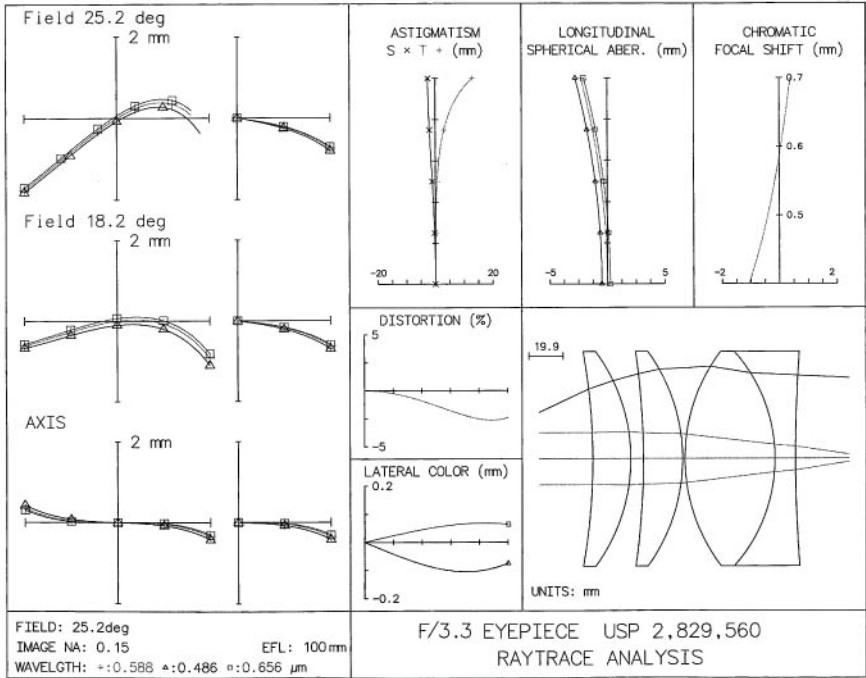 Field 25.2 deg
2 mm
Field 18.2 deg
2 mm
AXIS
2 mm
ASTIGMATISM
S × T + (mm)
-20
20
LONGITUDINAL
SPHERICAL ABER. (mm)
-5
5
CHROMATIC
FOCAL SHIFT (mm)
0.7
0.6
0.5
-2
2
DISTORTION (%)
5
-5
LATERAL COLOR (mm)
0.2
-0.2
19.9
UNITS: mm
FIELD: 25.2deg
IMAGE NA: 0.15 EFL: 100mm
WAVELGTH: +:0.588 ▵:0.486 ▫:0.656 µm
F/3.3 EYEPIECE USP 2,829,560
RAYTRACE ANALYSIS